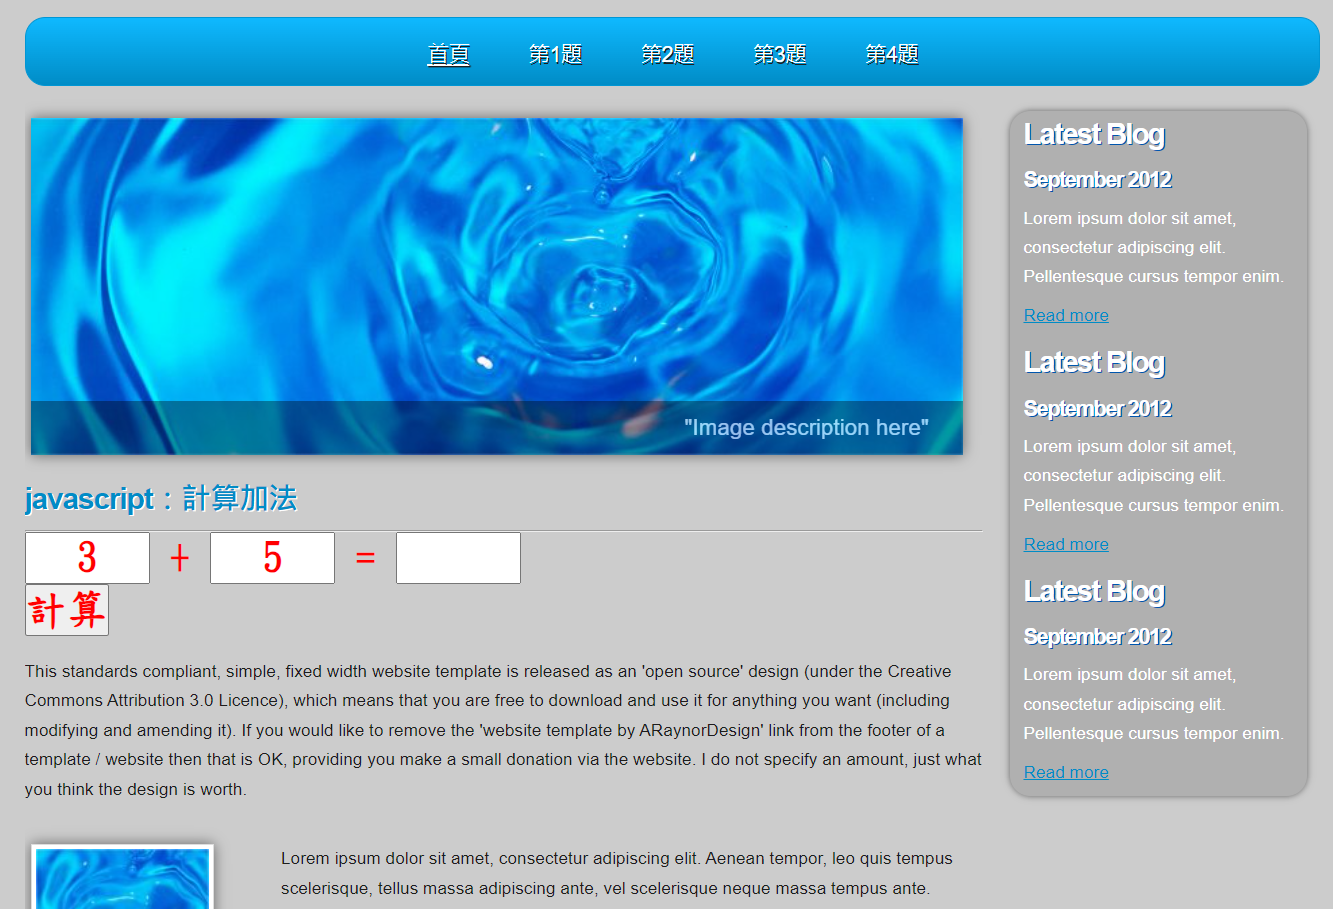 首頁 第1題 第2題 第3題 第4題
"Image description here"
javascript：計算加法
3 + 5 =
計算
This standards compliant, simple, fixed width website template is released as an 'open source' design (under the Creative
Commons Attribution 3.0 Licence), which means that you are free to download and use it for anything you want (including
modifying and amending it). If you would like to remove the 'website template by ARaynorDesign' link from the footer of a
template / website then that is OK, providing you make a small donation via the website. I do not specify an amount, just what
you think the design is worth.
Lorem ipsum dolor sit amet, consectetur adipiscing elit. Aenean tempor, leo quis tempus
scelerisque, tellus massa adipiscing ante, vel scelerisque neque massa tempus ante.
Latest Blog
September 2012
Lorem ipsum dolor sit amet,
consectetur adipiscing elit.
Pellentesque cursus tempor enim.
Read more
Latest Blog
September 2012
Lorem ipsum dolor sit amet,
consectetur adipiscing elit.
Pellentesque cursus tempor enim.
Read more
Latest Blog
September 2012
Lorem ipsum dolor sit amet,
consectetur adipiscing elit.
Pellentesque cursus tempor enim.
Read more